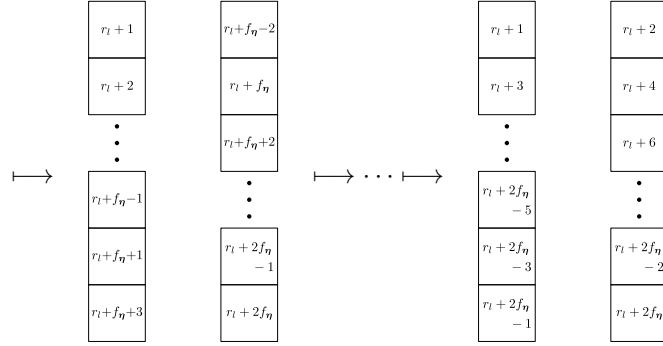 r_l + 1
r_l + 2
r_l+f_η−1
r_l+f_η+1
r_l+f_η+3
r_l+f_η−2
r_l + f_η
r_l+f_η+2
r_l + 2f_η
− 1
r_l + 2f_η
⟼ ⋯ ⟼
r_l + 1
r_l + 3
r_l + 2f_η
− 5
r_l + 2f_η
− 3
r_l + 2f_η
− 1
r_l + 2
r_l + 4
r_l + 6
r_l + 2f_η
− 2
r_l + 2f_η